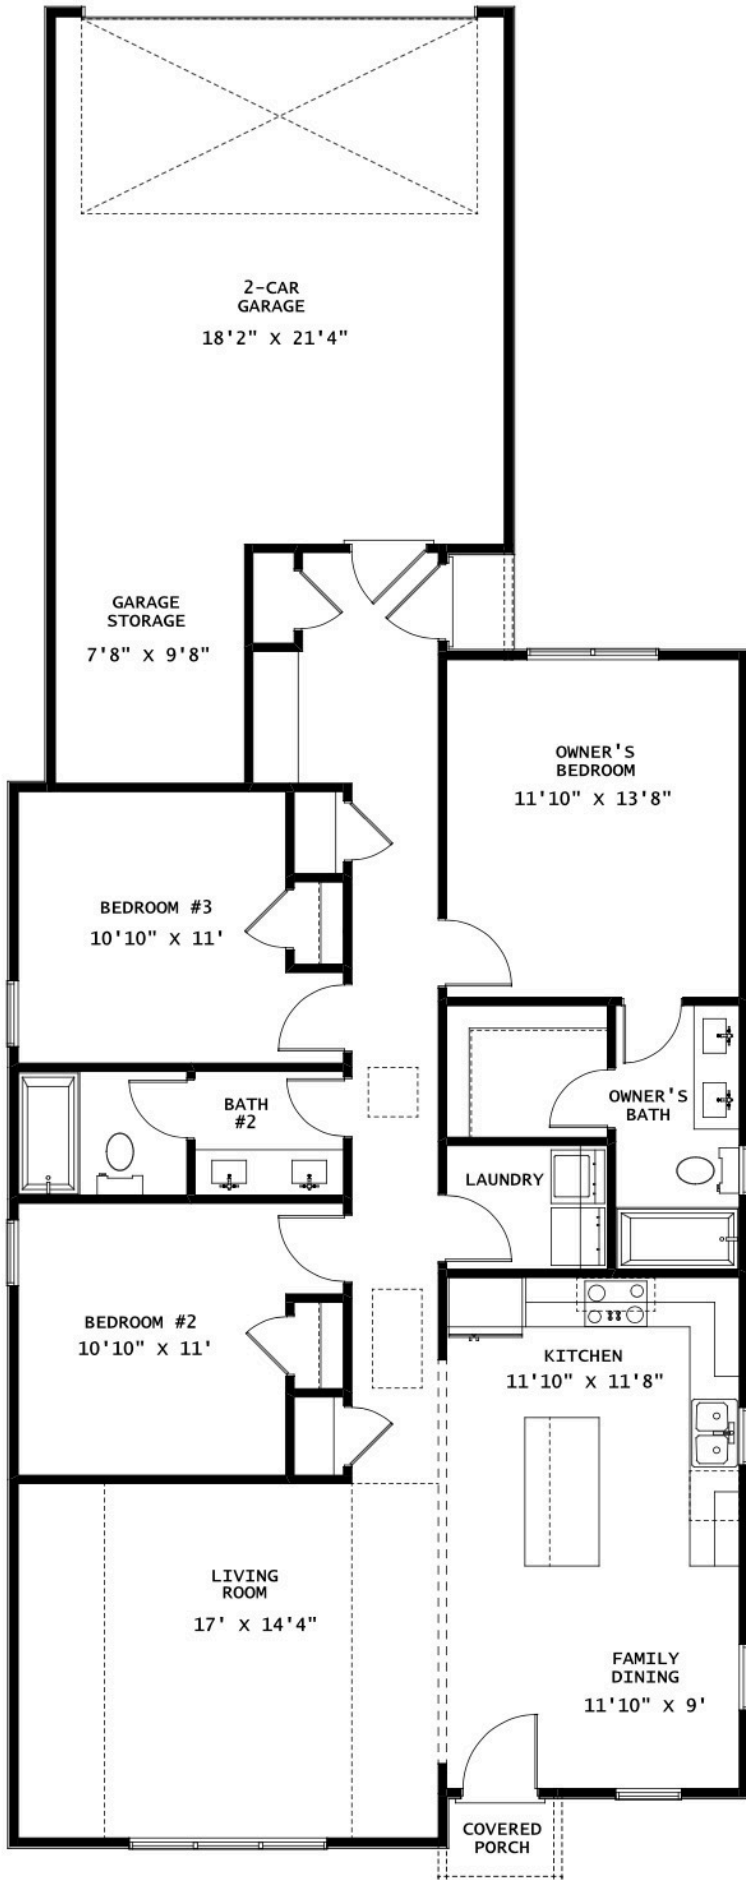 2-CAR
GARAGE
18'2" X 21'4"
GARAGE
STORAGE
7'8" X 9'8"
OWNER'S
BEDROOM
11'10" X 13'8"
BEDROOM #3
10'10" X 11'
BATH
#2
OWNER'S
BATH
LAUNDRY
BEDROOM #2
10'10" X 11'
KITCHEN
11'10" X 11'8"
LIVING
ROOM
17' X 14'4"
FAMILY
DINING
11'10" X 9'
COVERED
PORCH